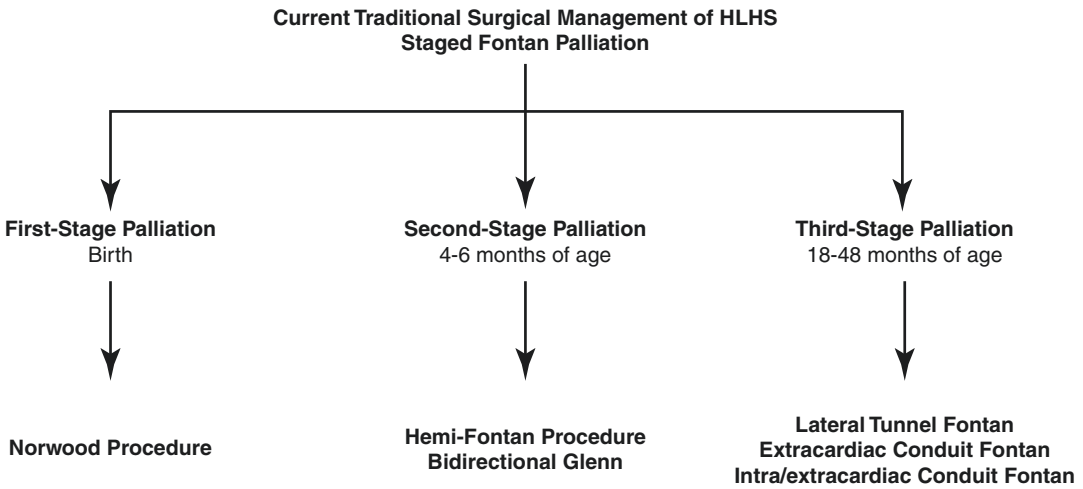 Current Traditional Surgical Management of HLHS
Staged Fontan Palliation
First-Stage Palliation
Birth
Second-Stage Palliation
4-6 months of age
Third-Stage Palliation
18-48 months of age
Norwood Procedure
Hemi-Fontan Procedure
Bidirectional Glenn
Lateral Tunnel Fontan
Extracardiac Conduit Fontan
Intra/extracardiac Conduit Fontan